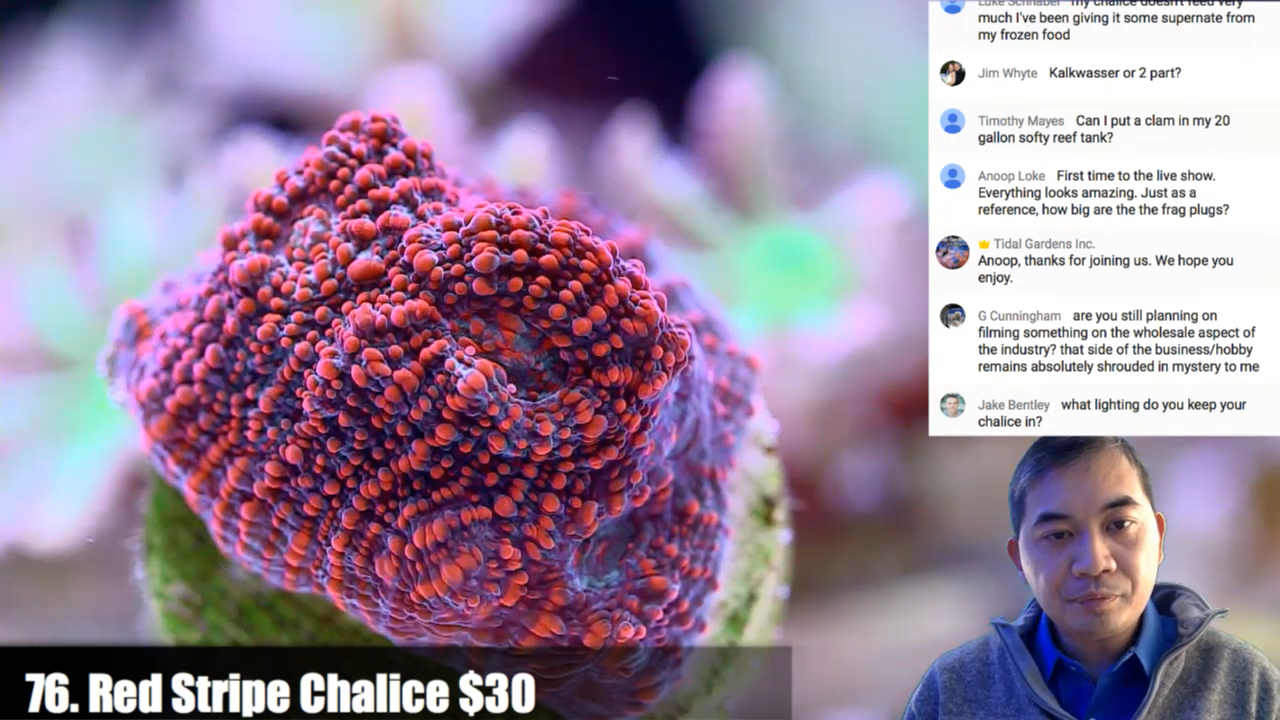 Luke Schnabel my chalice doesn't feed very
much I've been giving it some supernate from
my frozen food
Jim Whyte Kalkwasser or 2 part?
Timothy Mayes Can I put a clam in my 20
gallon softy reef tank?
Anoop Loke First time to the live show.
Everything looks amazing. Just as a
reference, how big are the the frag plugs?
Tidal Gardens Inc.
Anoop, thanks for joining us. We hope you
enjoy.
G Cunningham are you still planning on
filming something on the wholesale aspect of
the industry? that side of the business/hobby
remains absolutely shrouded in mystery to me
Jake Bentley what lighting do you keep your
chalice in?
76. Red Stripe Chalice $30